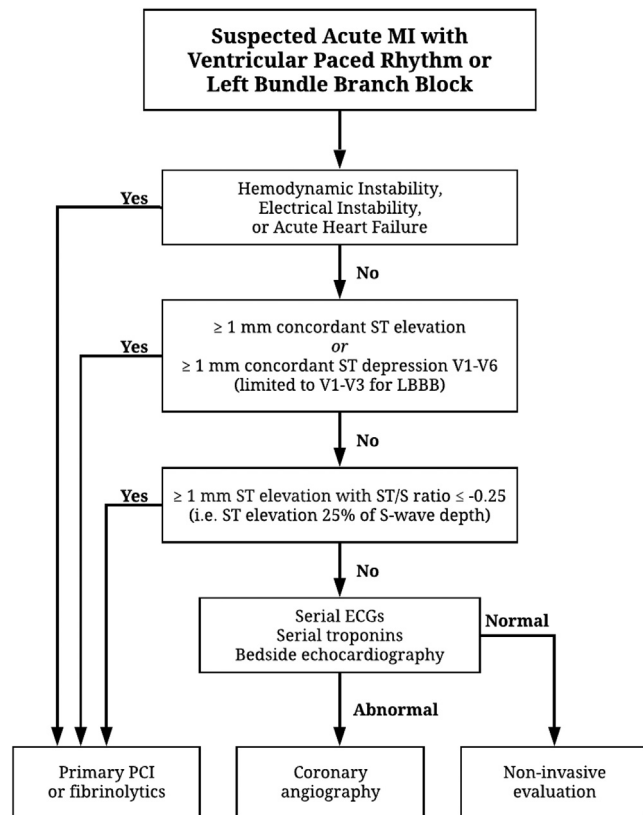 Suspected Acute MI with
Ventricular Paced Rhythm or
Left Bundle Branch Block
Yes
Hemodynamic Instability,
Electrical Instability,
or Acute Heart Failure
No
Yes
≥ 1 mm concordant ST elevation
or
≥ 1 mm concordant ST depression V1-V6
(limited to V1-V3 for LBBB)
No
Yes
≥ 1 mm ST elevation with ST/S ratio ≤ -0.25
(i.e. ST elevation 25% of S-wave depth)
No
Serial ECGs
Serial troponins
Bedside echocardiography
Normal
Abnormal
Primary PCI
or fibrinolytics
Coronary
angiography
Non-invasive
evaluation